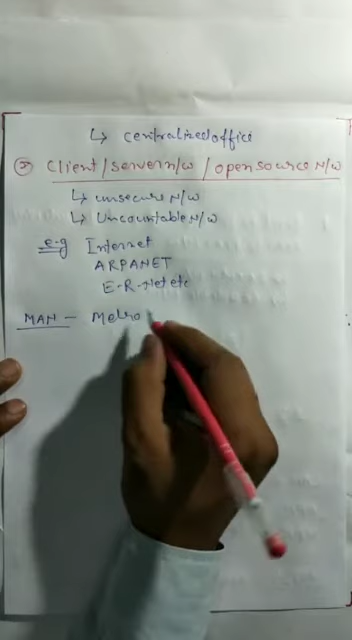 ↳ centralized office
② Client/server n/w / open source N/W
↳ unsecure N/W
↳ Uncountable N/W
e.g Internet
ARPANET
E-R-Net etc
MAN - Metro